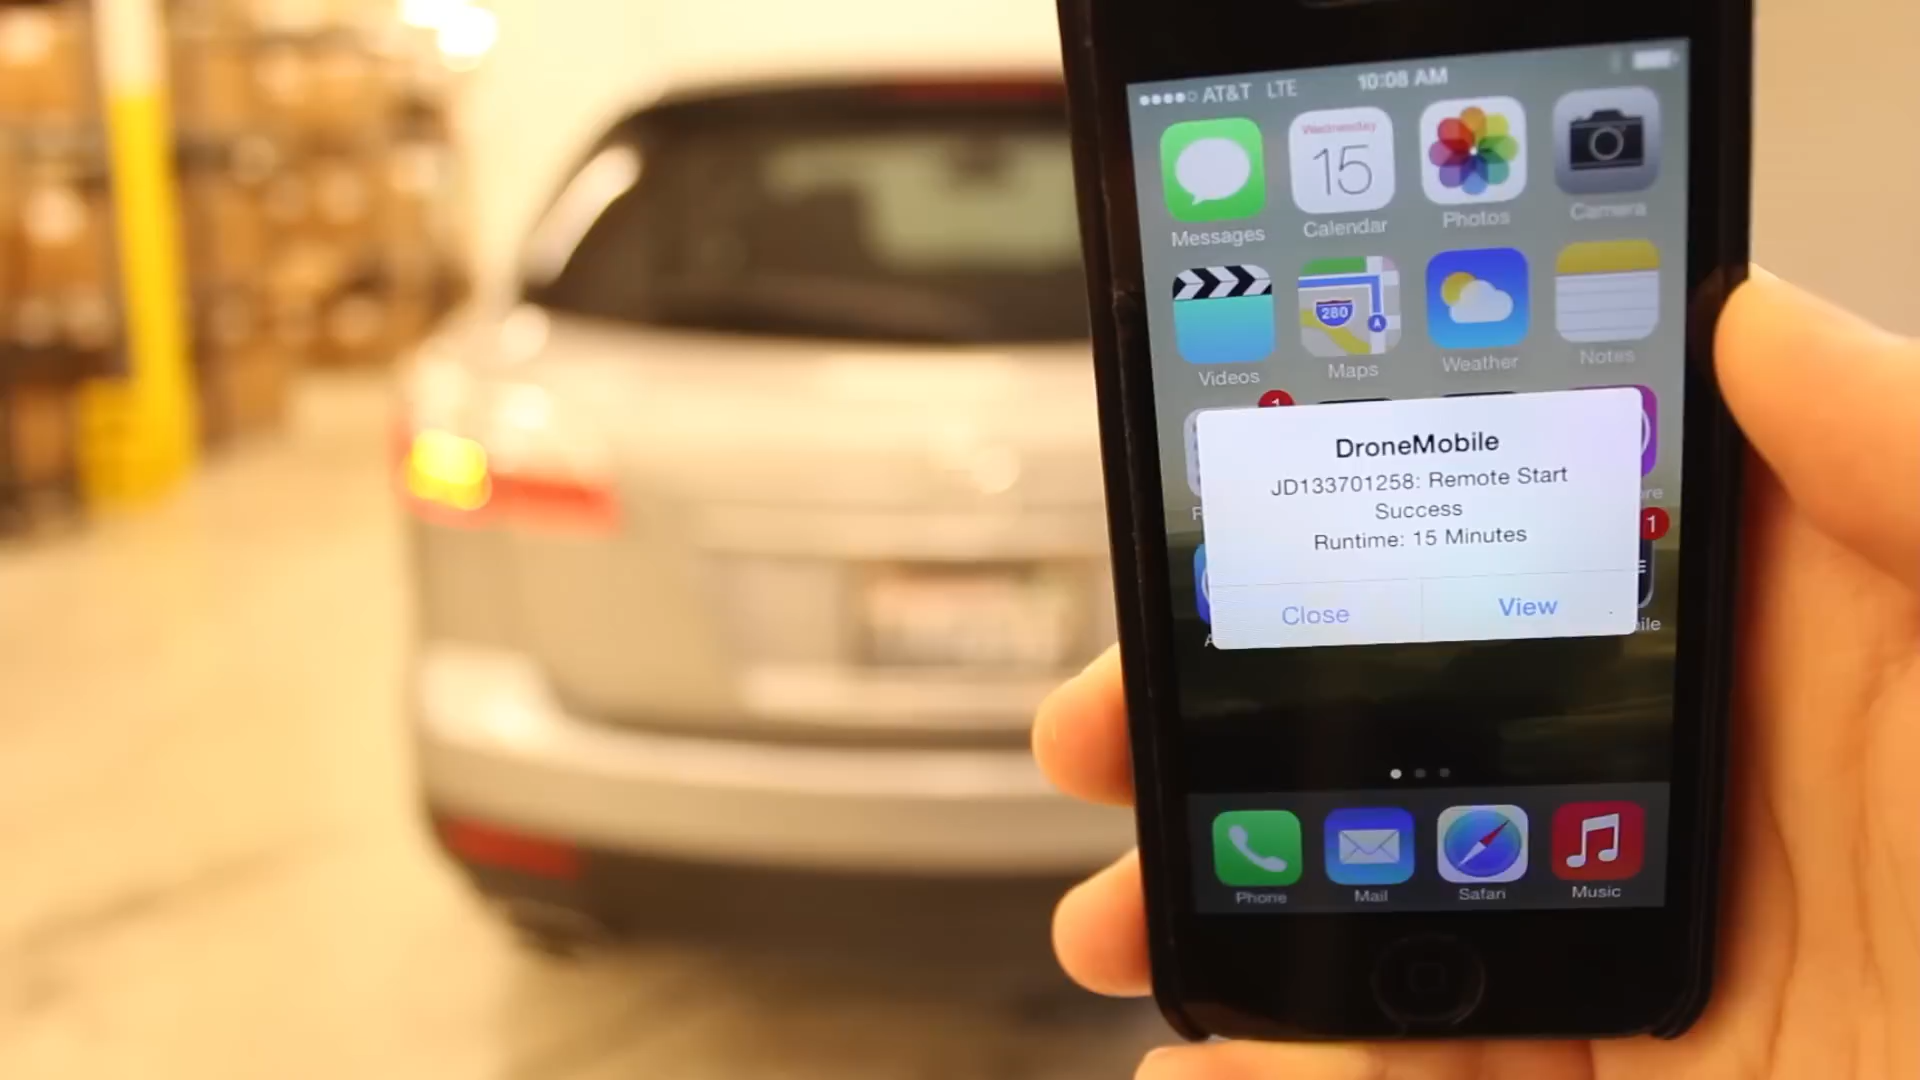 AT&T LTE 10:08 AM
Wednesday
15
Messages Calendar Photos Camera
280
A
Videos Maps Weather Notes
1
DroneMobile
JD133701258: Remote Start
Success
Runtime: 15 Minutes
1
Close View
Phone Mail Safari Music